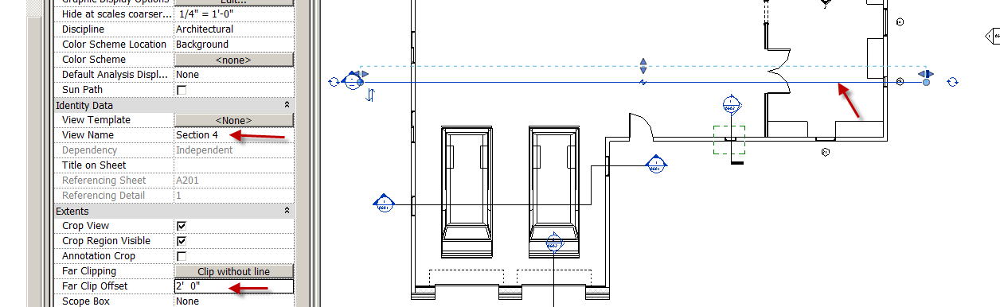 Graphic Display Options Edit...
Hide at scales coarser... 1/4" = 1'-0"
Discipline Architectural
Color Scheme Location Background
Color Scheme <none>
Default Analysis Displ... None
Sun Path
Identity Data
View Template <None>
View Name Section 4
Dependency Independent
Title on Sheet
Referencing Sheet A201
Referencing Detail 1
Extents
Crop View
Crop Region Visible
Annotation Crop
Far Clipping Clip without line
Far Clip Offset 2'  0"
Scope Box None